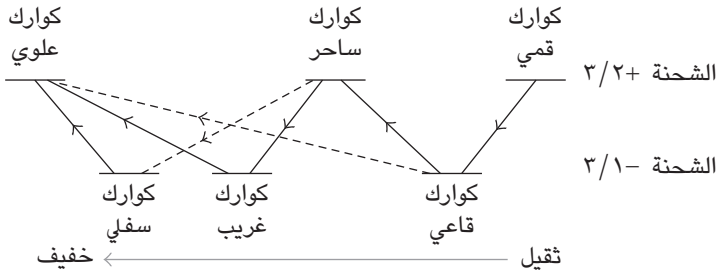 كوارك
قمي
كوارك
ساحر
كوارك
علوي
الشحنة +٣/٢
الشحنة −٣/١
كوارك
قاعي
كوارك
غريب
كوارك
سفلي
ثقيل
خفيف